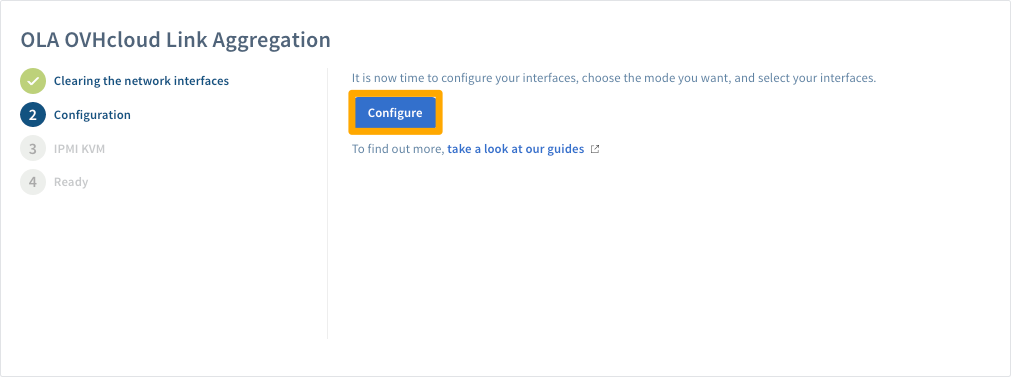 OLA OVHcloud Link Aggregation
Clearing the network interfaces
2 Configuration
3 IPMI KVM
4 Ready
It is now time to configure your interfaces, choose the mode you want, and select your interfaces.
Configure
To find out more, take a look at our guides